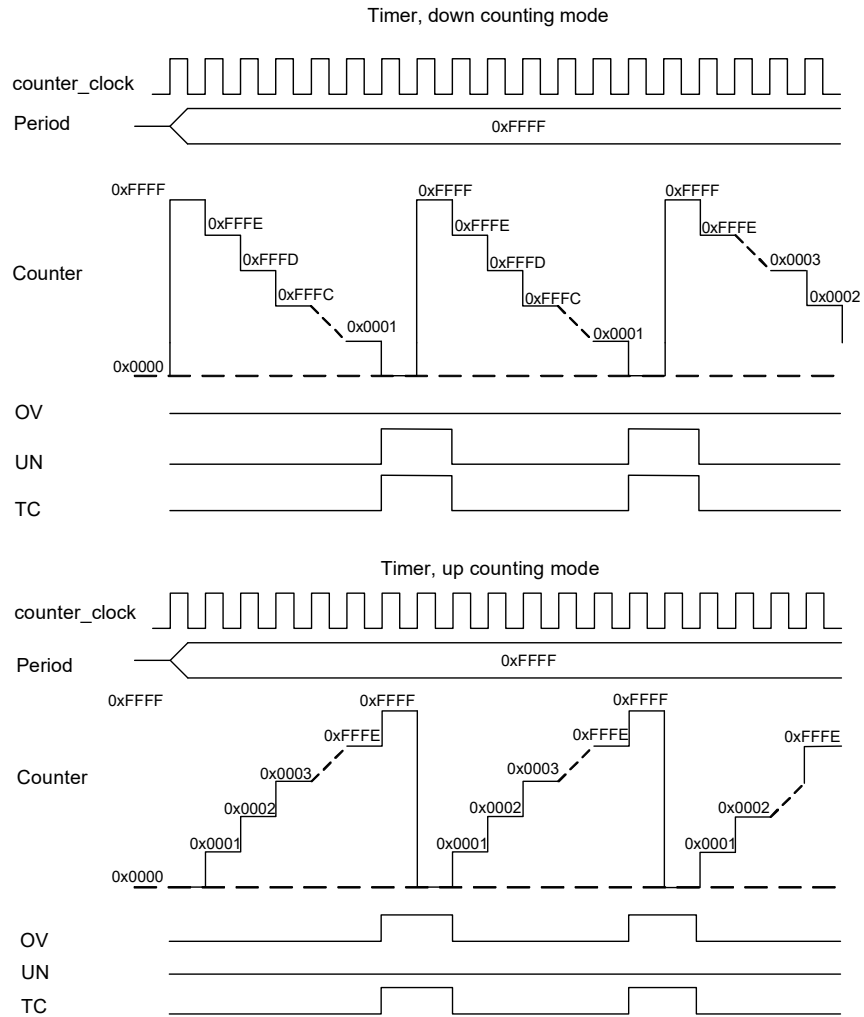 Timer, down counting mode
counter_clock
Period
0xFFFF
0xFFFF 0xFFFF 0xFFFF
0xFFFE 0xFFFE 0xFFFE
0xFFFD 0xFFFD 0x0003
Counter
0xFFFC 0xFFFC 0x0002
0x0001 0x0001
0x0000
OV
UN
TC
Timer, up counting mode
counter_clock
Period
0xFFFF
0xFFFF 0xFFFF 0xFFFF
0xFFFE 0xFFFE 0xFFFE
0x0003 0x0003
Counter
0x0002 0x0002 0x0002
0x0001 0x0001 0x0001
0x0000
OV
UN
TC